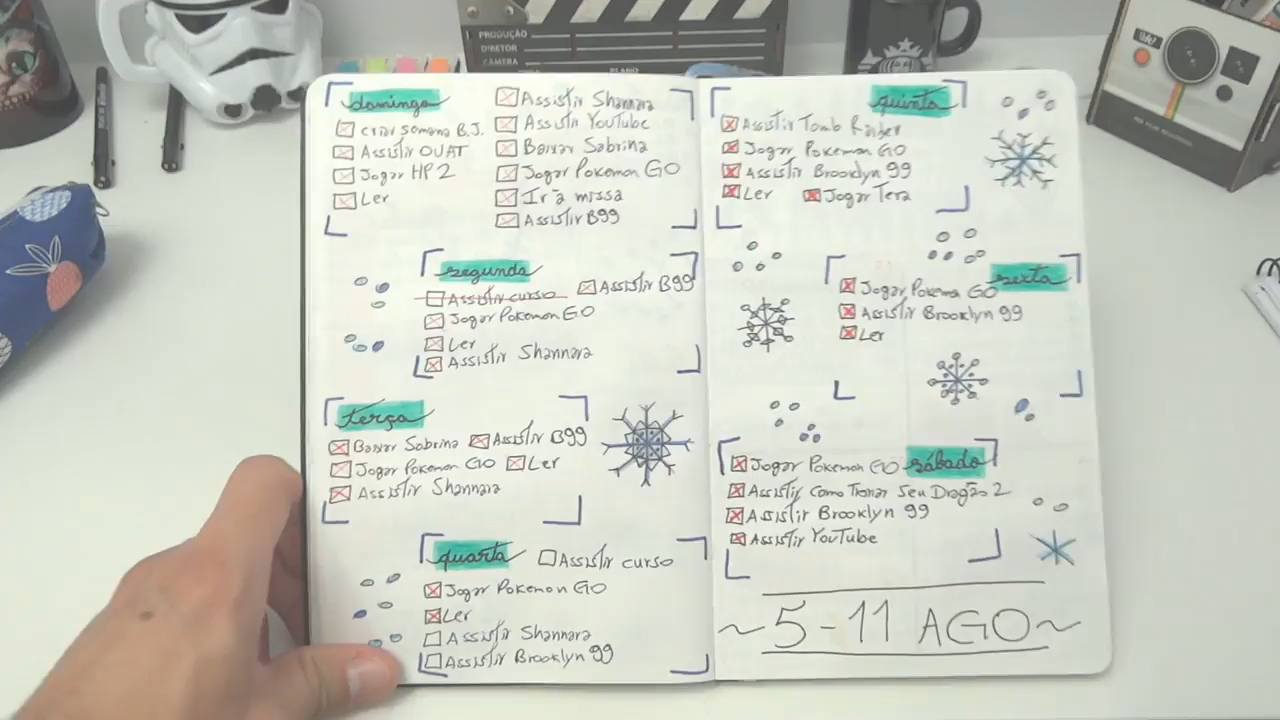 PRODUÇÃO
DIRETOR
CÂMERA
domingo
criar semana B.J.
Assistir OUAT
Jogar HP 2
Ler
Assistir Shannara
Assistir YouTube
Baixar Sabrina
Jogar Pokemon GO
Ir à missa
Assistir B99
segunda
Assistir curso Assistir B99
Jogar Pokemon GO
Ler
Assistir Shannara
terça
Baixar Sabrina Assistir B99
Jogar Pokemon GO Ler
Assistir Shannara
quarta Assistir curso
Jogar Pokemon GO
Ler
Assistir Shannara
Assistir Brooklyn 99
quinta
Assistir Tomb Raider
Jogar Pokemon GO
Assistir Brooklyn 99
Ler Jogar Tera
sexta
Jogar Pokemon GO
Assistir Brooklyn 99
Ler
Jogar Pokemon GO sábado
Assistir Como Treinar Seu Dragão 2
Assistir Brooklyn 99
Assistir YouTube
~5-11 AGO~